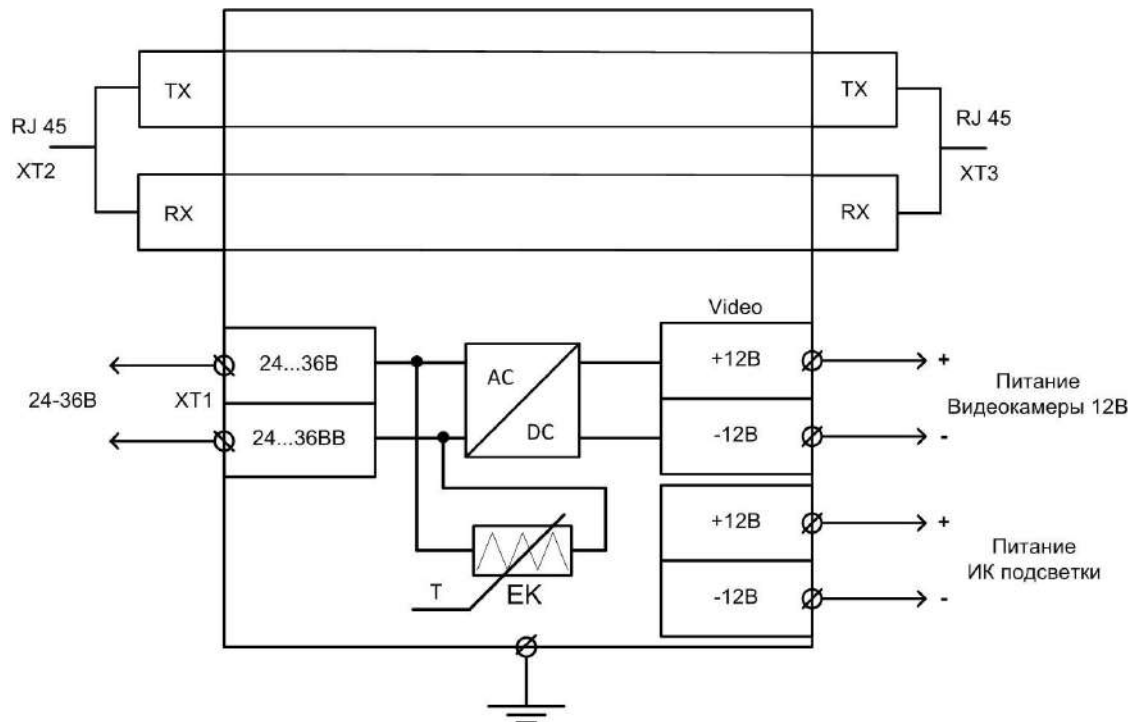 TX
TX
RJ 45
RJ 45
XT2
XT3
RX
RX
Video
24...36В
+12В
+
AC
Питание
24-36В
XT1
Видеокамеры 12В
24...36ВВ
DC
-12В
-
+12В
+
Питание
ИК подсветки
T
EK
-12В
-